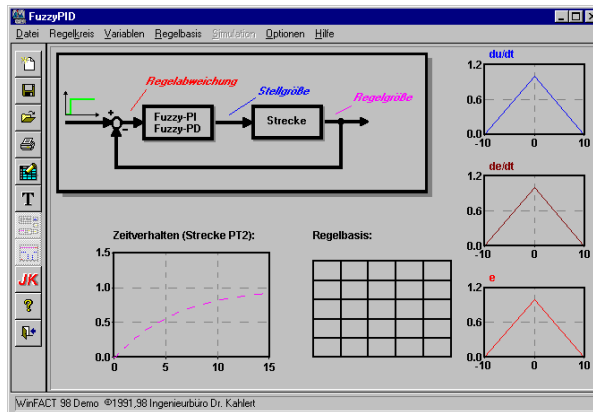 FuzzyPID
Datei Regelkreis Variablen Regelbasis Simulation Optionen Hilfe
Regelabweichung
Stellgröße
Regelgröße
+
-
Fuzzy-PI
Fuzzy-PD
Strecke
du/dt
1.2
0.6
0.0
-10 0 10
de/dt
1.2
0.6
0.0
-10 0 10
e
1.2
0.6
0.0
-10 0 10
T
JK
?
Zeitverhalten (Strecke PT2):
1.5
1.0
0.5
0.0
0 5 10 15
Regelbasis:
WinFACT 98 Demo ©1991,98 Ingenieurbüro Dr. Kahlert